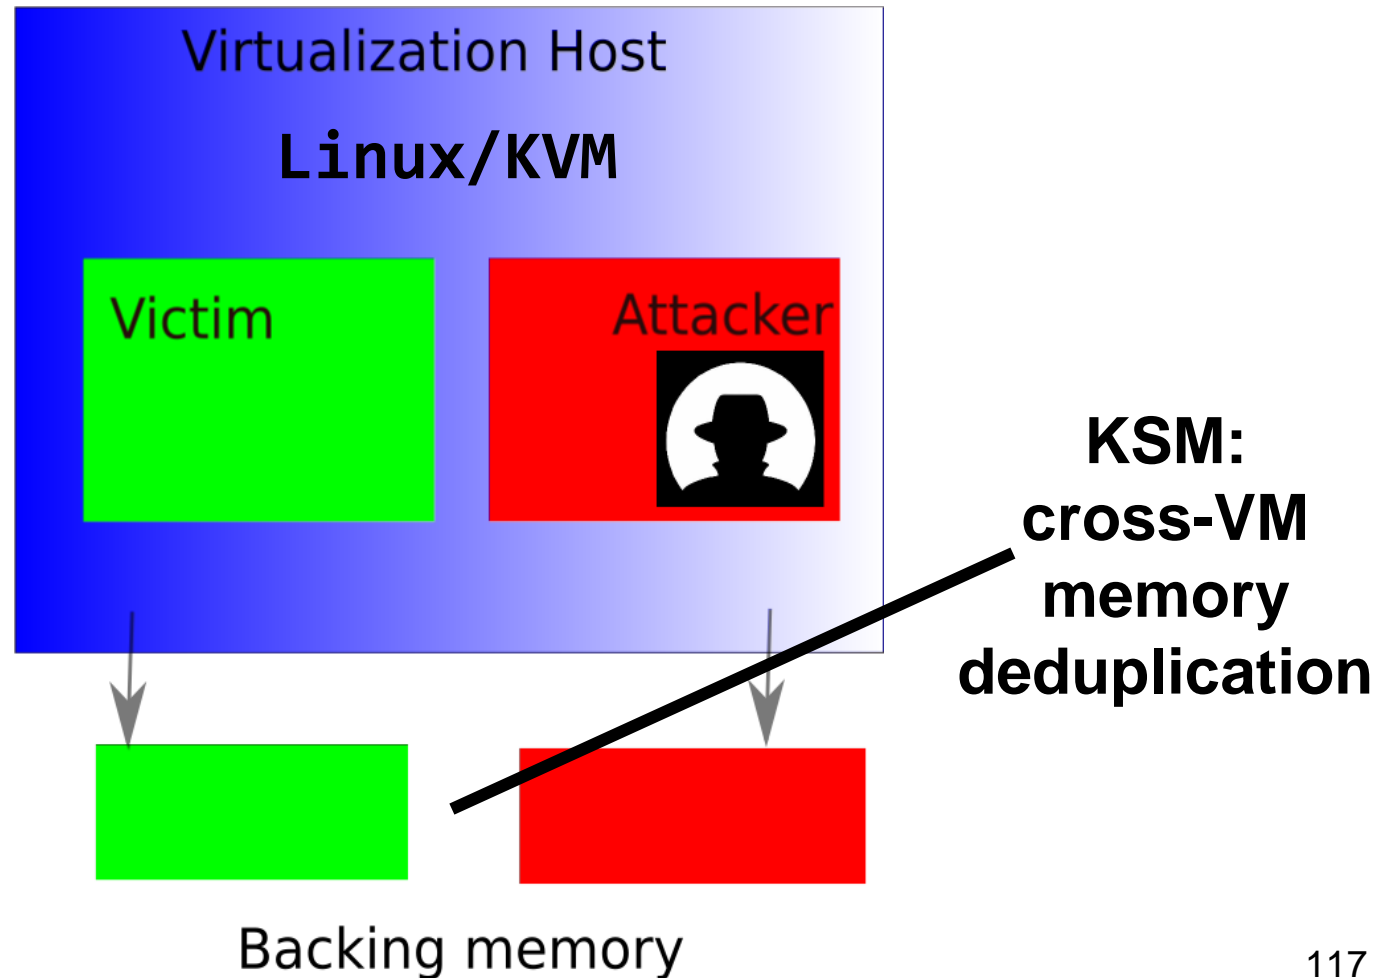 Virtualization Host
Linux/KVM
Victim
Attacker
KSM:
cross-VM
memory
deduplication
Backing memory
117